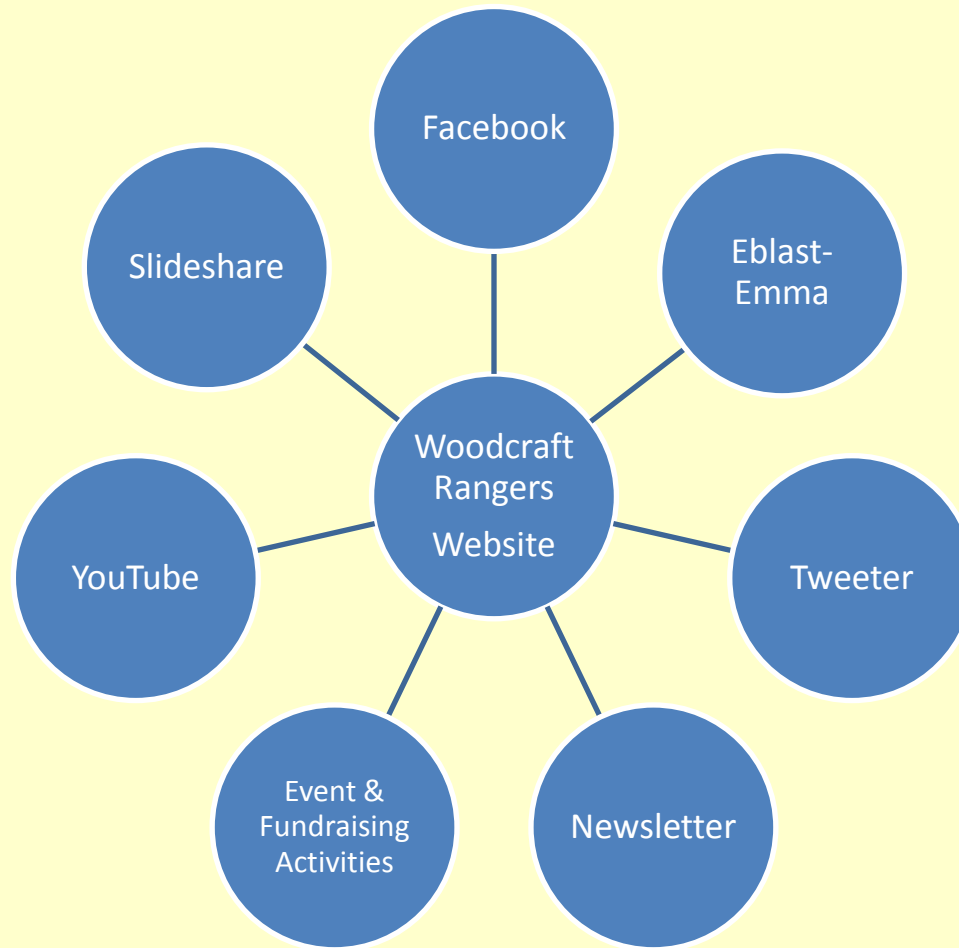 Facebook
Slideshare
Eblast-
Emma
Woodcraft
Rangers
Website
YouTube
Tweeter
Event &
Fundraising
Activities
Newsletter